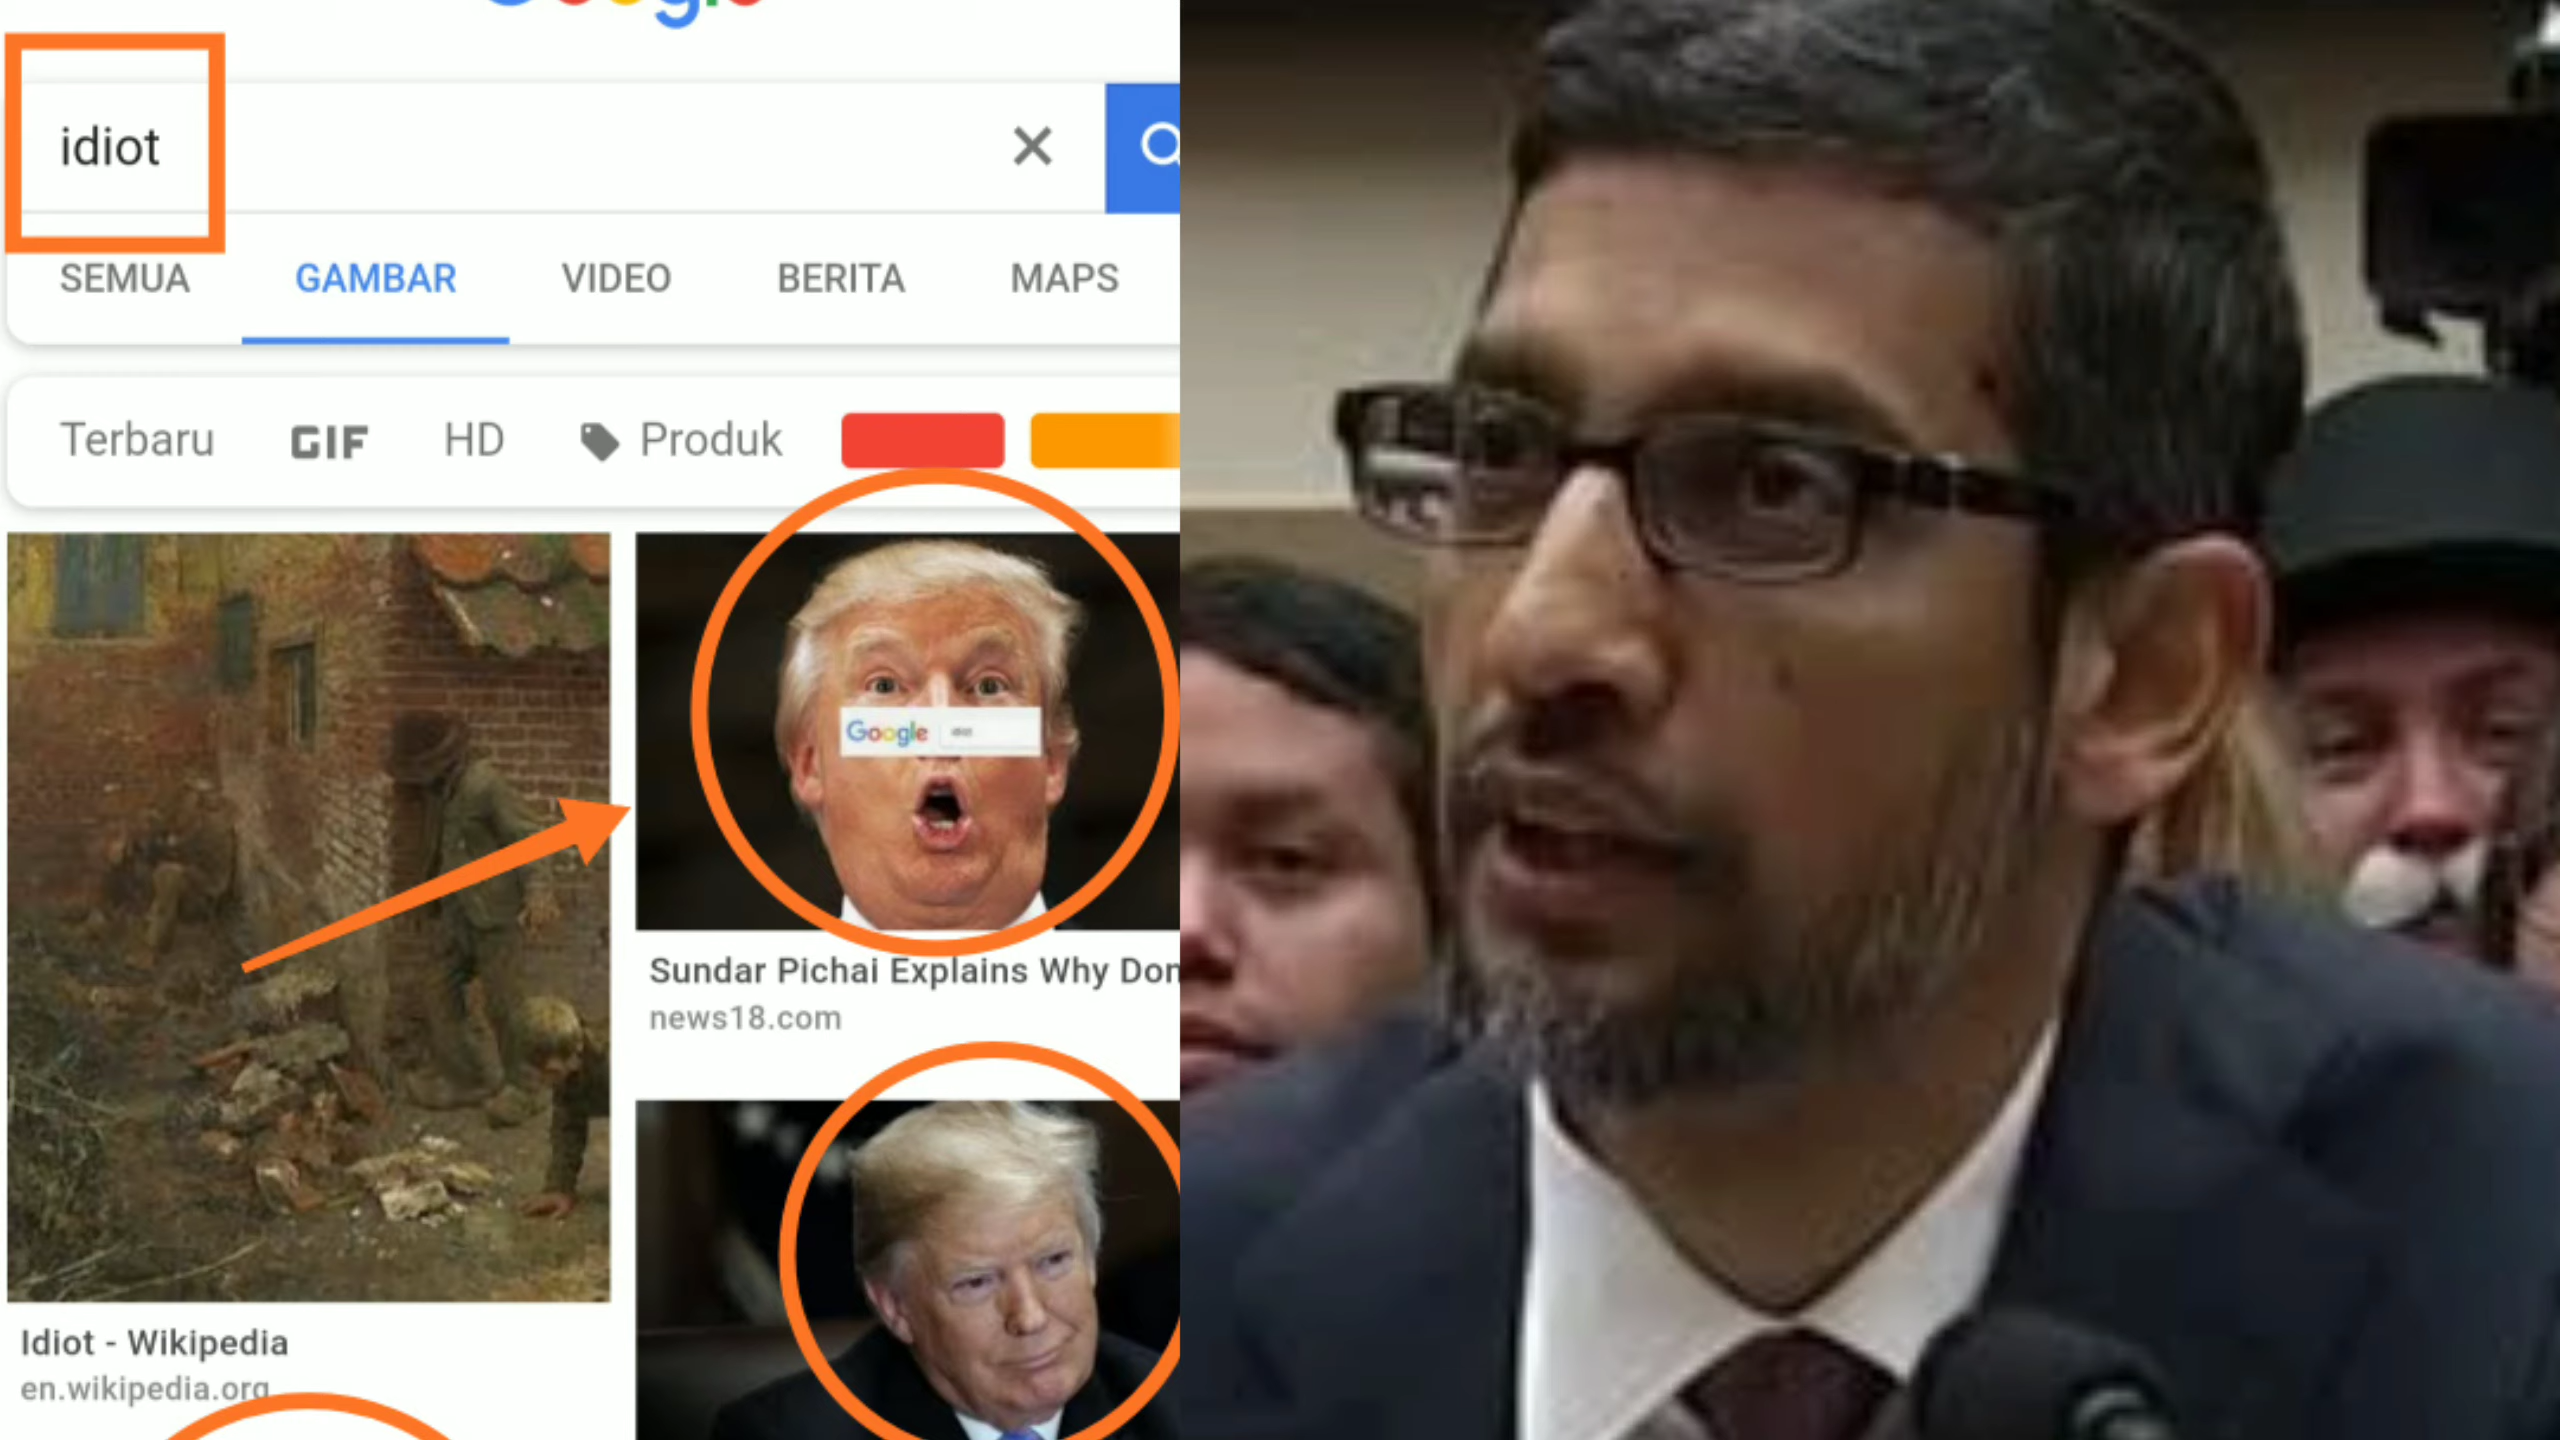 idiot
SEMUA GAMBAR VIDEO BERITA MAPS
Terbaru GIF HD Produk
Google
Sundar Pichai Explains Why Don
news18.com
Idiot - Wikipedia
en.wikipedia.org